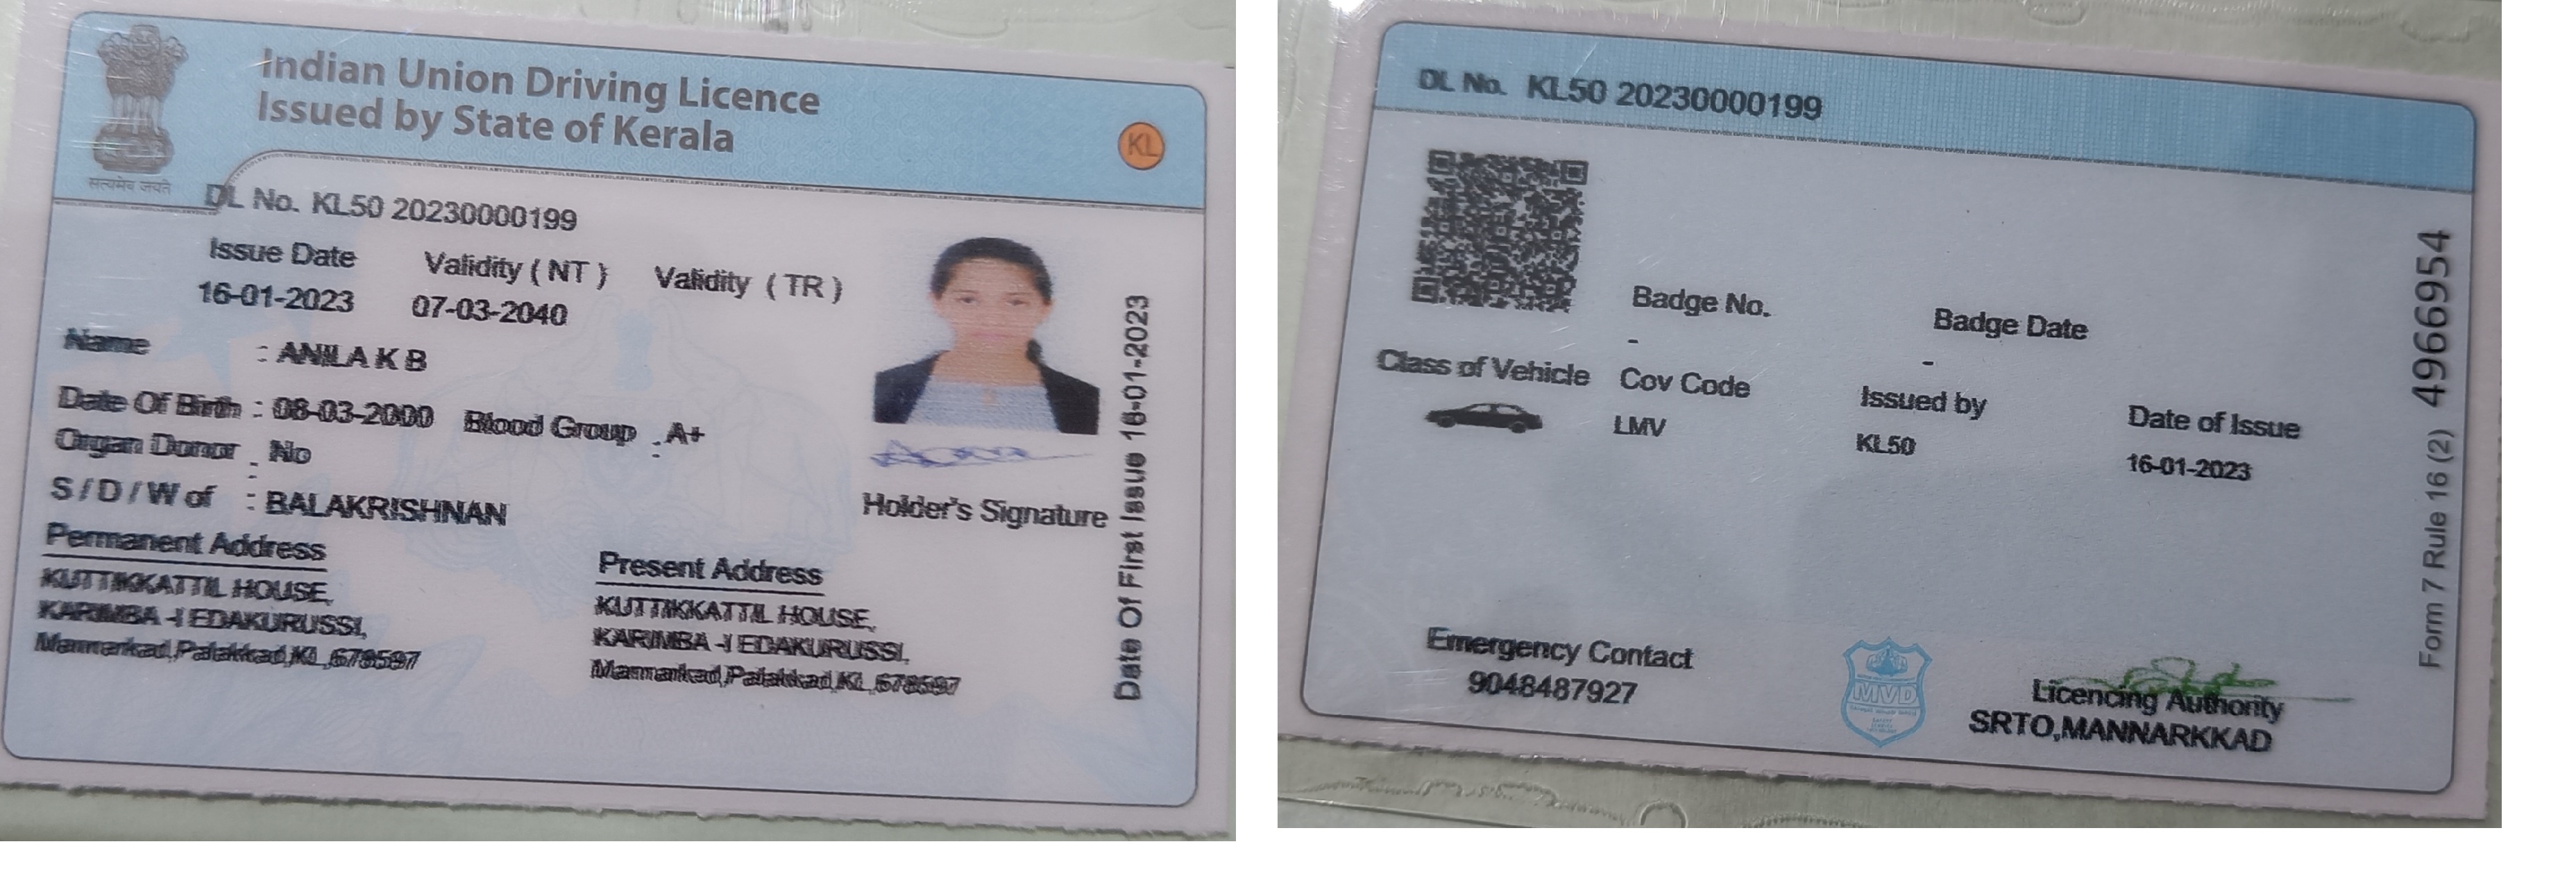 Indian Union Driving Licence
Issued by State of Kerala
KL
सत्यमेव जयते
DL No. KL50 20230000199
Issue Date Validity ( NT ) Validity ( TR )
16-01-2023 07-03-2040
Name : ANILA K B
Date Of Birth : 08-03-2000 Blood Group : A+
Organ Donor : No
S / D / W of : BALAKRISHNAN
Holder's Signature
Date Of First Issue 16-01-2023
Permanent Address
KUTTIKKATTIL HOUSE,
KARIMBA -I EDAKURUSSI,
Mannarkad,Palakkad,KL,678597
Present Address
KUTTIKKATTIL HOUSE,
KARIMBA -I EDAKURUSSI,
Mannarkad,Palakkad,KL,678597
DL No. KL50 20230000199
Badge No. Badge Date
- -
Class of Vehicle Cov Code Issued by Date of Issue
LMV KL50 16-01-2023
Emergency Contact
9048487927
MVD
Licencing Authority
SRTO,MANNARKKAD
Form 7 Rule 16 (2) 4966954